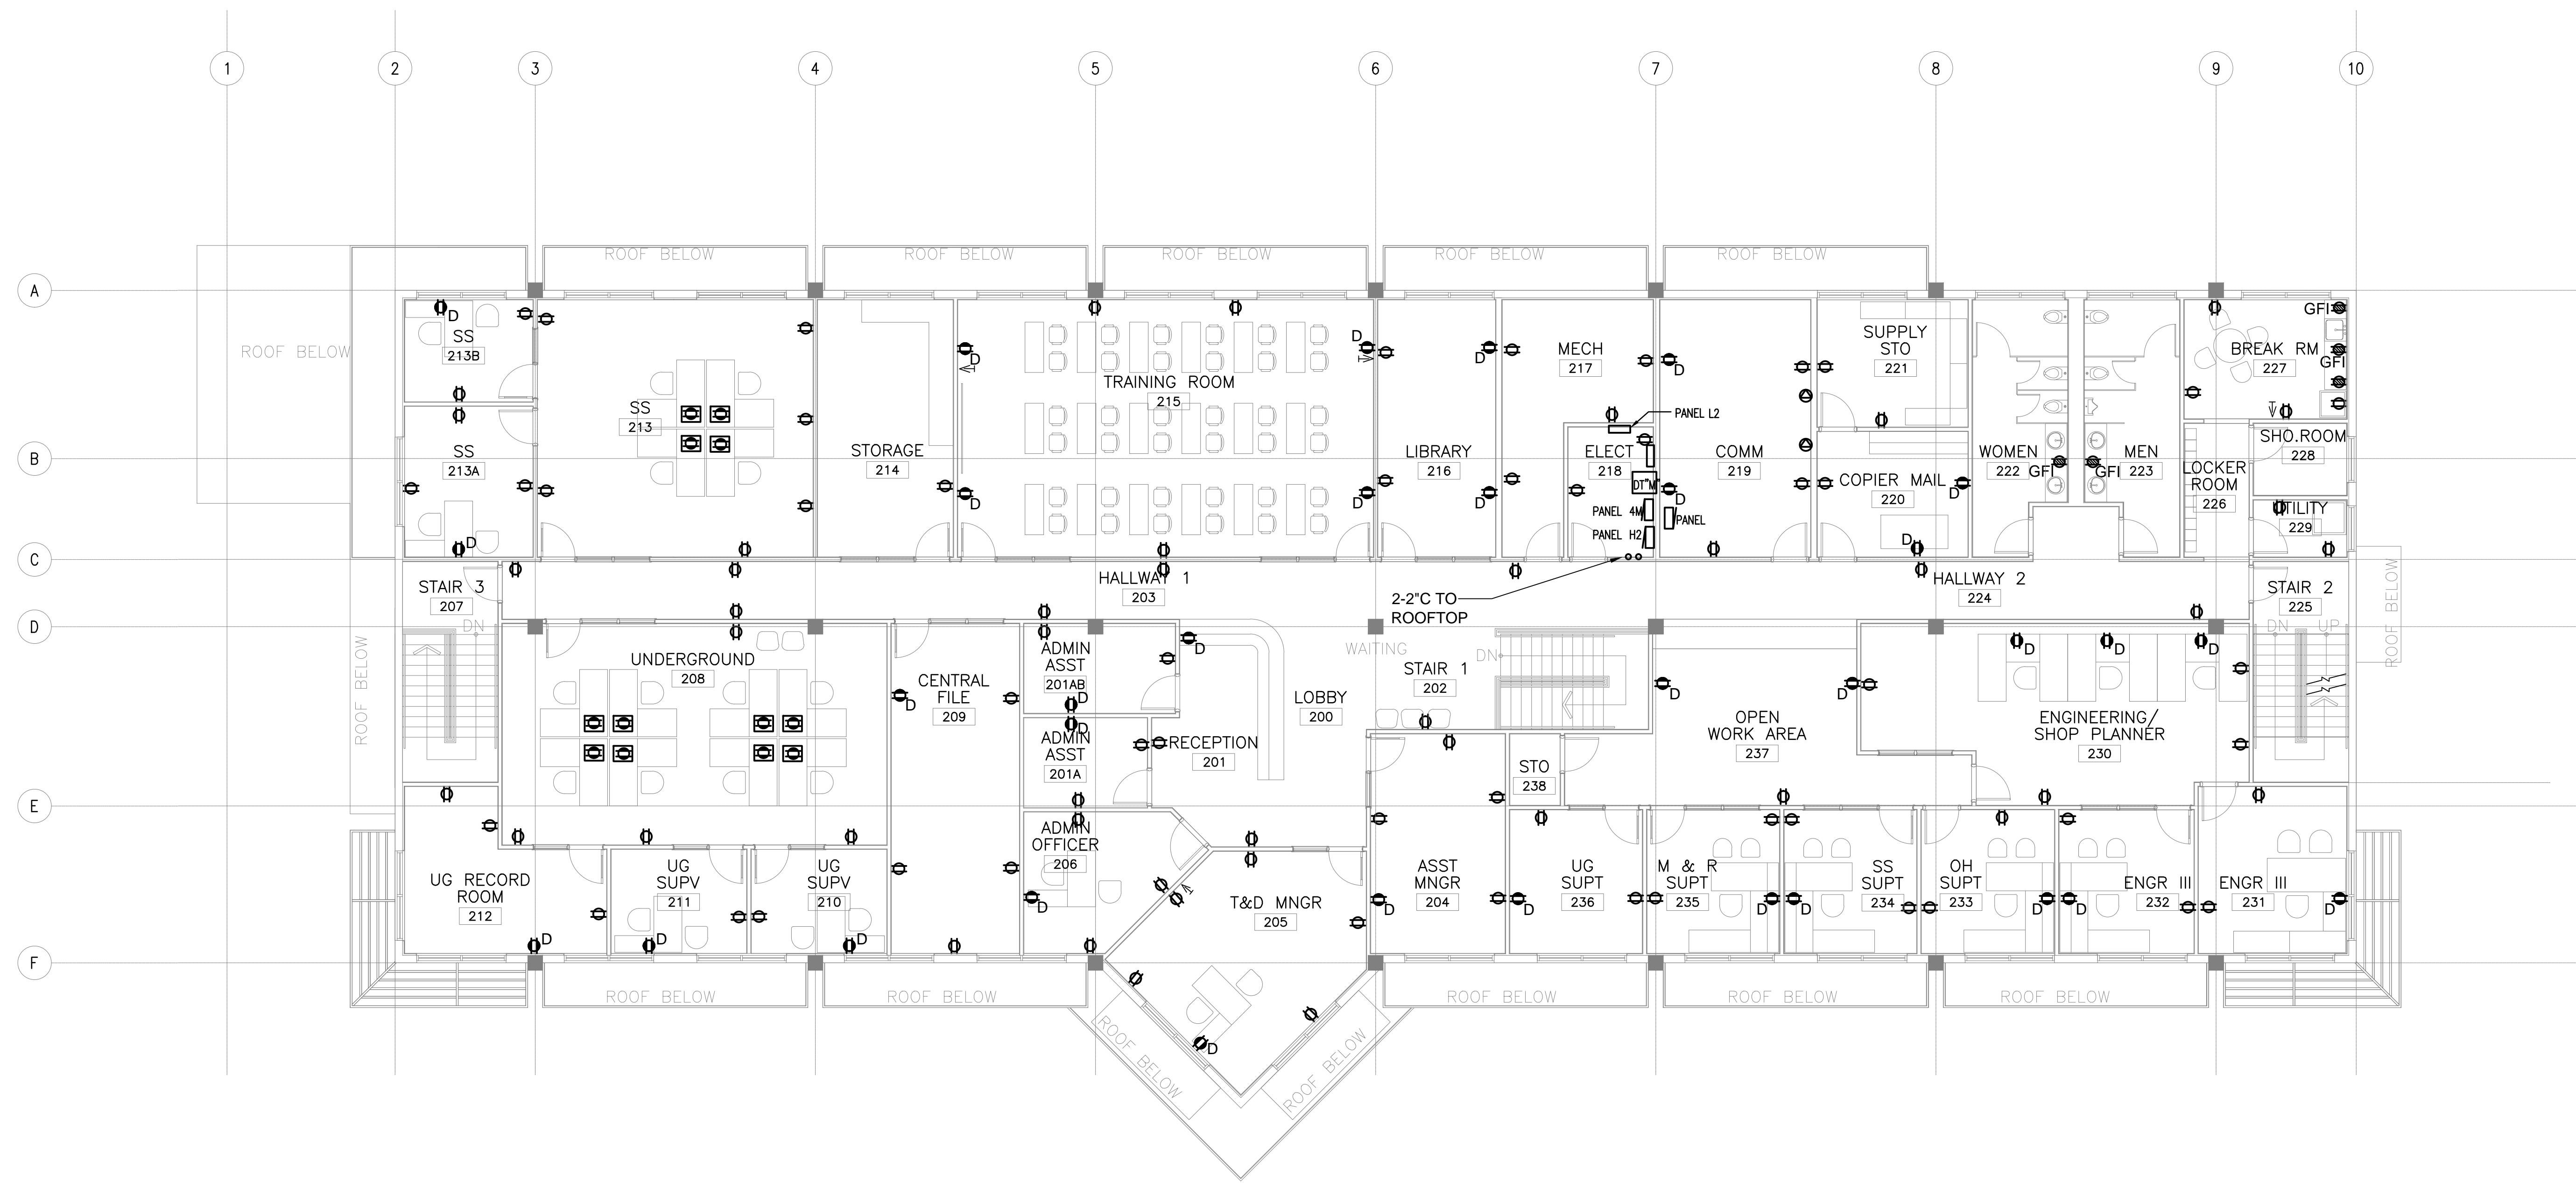 1
2
3
4
5
6
7
8
9
10
A
B
C
D
E
F
ROOF BELOW
ROOF BELOW
ROOF BELOW
ROOF BELOW
ROOF BELOW
ROOF BELOW
D
SS
213B
SS
213A
D
SS
213
STORAGE
214
D
TV
TRAINING ROOM
215
D
D
TV
D
LIBRARY
216
D
D
MECH
217
PANEL L2
ELECT
218
DT"M"
PANEL 4M
PANEL H2
PANEL
D
COMM
219
D
SUPPLY
STO
221
COPIER MAIL
220
D
D
WOMEN
222
GFI
MEN
223
GFI
GFI
BREAK RM
227
GFI
TV
SHO.ROOM
228
LOCKER
ROOM
226
UTILITY
229
STAIR 3
207
DN
HALLWAY 1
203
2-2"C TO
ROOFTOP
HALLWAY 2
224
STAIR 2
225
DN
UP
ROOF BELOW
ROOF BELOW
UNDERGROUND
208
CENTRAL
FILE
209
D
ADMIN
ASST
201AB
D
D
ADMIN
ASST
201A
D
RECEPTION
201
LOBBY
200
WAITING
STAIR 1
202
DN
STO
238
D
D
OPEN
WORK AREA
237
D
D
D
ENGINEERING/
SHOP PLANNER
230
UG RECORD
ROOM
212
D
UG
SUPV
211
D
UG
SUPV
210
D
ADMIN
OFFICER
206
D
TV
T&D MNGR
205
D
ASST
MNGR
204
D
UG
SUPT
236
D
M & R
SUPT
235
D
SS
SUPT
234
D
OH
SUPT
233
D
ENGR III
232
D
ENGR III
231
D
ROOF BELOW
ROOF BELOW
ROOF BELOW
ROOF BELOW
ROOF BELOW
ROOF BELOW
ROOF BELOW